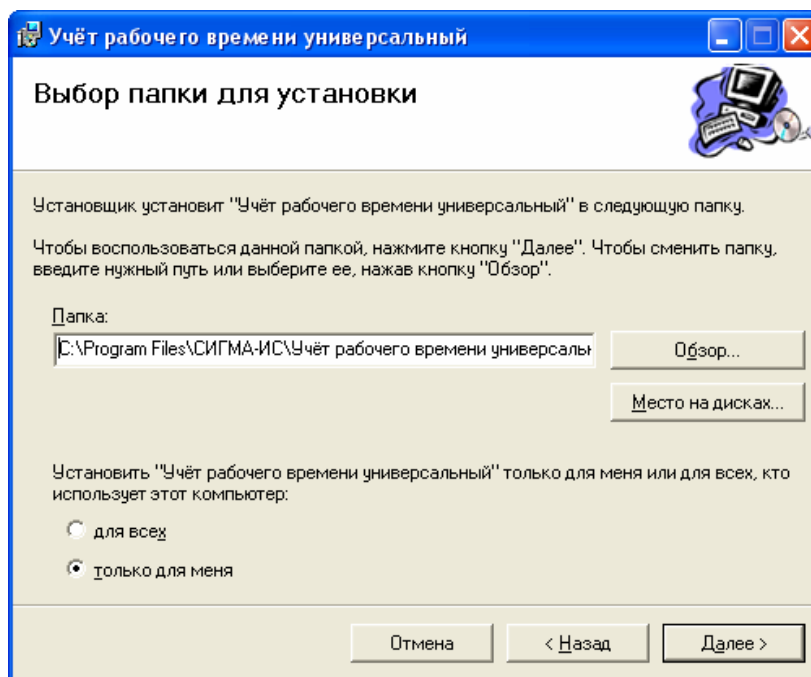 Учёт рабочего времени универсальный
Выбор папки для установки
Установщик установит "Учёт рабочего времени универсальный" в следующую папку.
Чтобы воспользоваться данной папкой, нажмите кнопку "Далее". Чтобы сменить папку,
введите нужный путь или выберите ее, нажав кнопку "Обзор".
Папка:
C:\Program Files\СИГМА-ИС\Учёт рабочего времени универсальн
Обзор...
Место на дисках...
Установить "Учёт рабочего времени универсальный" только для меня или для всех, кто
использует этот компьютер:
для всех
только для меня
Отмена
< Назад
Далее >